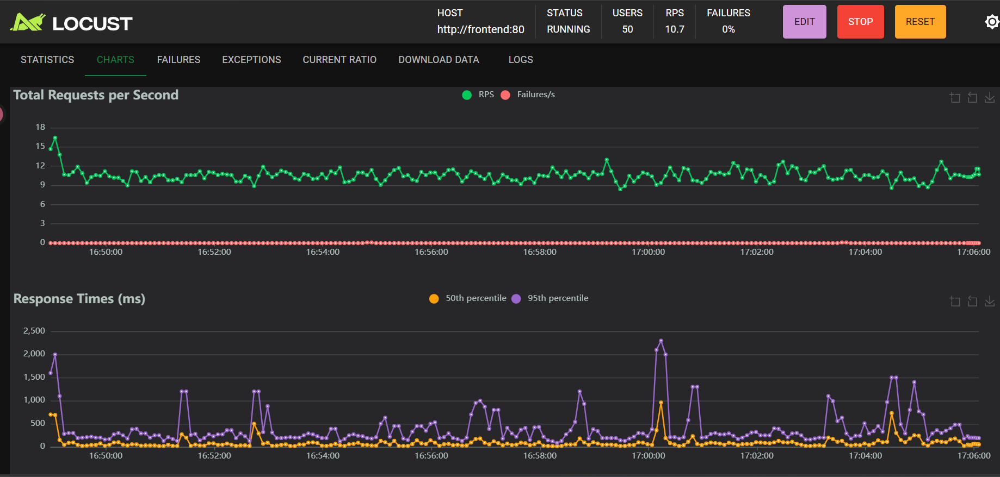 LOCUST
HOST
http://frontend:80
STATUS
RUNNING
USERS
50
RPS
10.7
FAILURES
0%
EDIT
STOP
RESET
STATISTICS CHARTS FAILURES EXCEPTIONS CURRENT RATIO DOWNLOAD DATA LOGS
Total Requests per Second
RPS Failures/s
18
15
12
9
6
3
0
16:50:00 16:52:00 16:54:00 16:56:00 16:58:00 17:00:00 17:02:00 17:04:00 17:06:00
Response Times (ms)
50th percentile 95th percentile
2,500
2,000
1,500
1,000
500
0
16:50:00 16:52:00 16:54:00 16:56:00 16:58:00 17:00:00 17:02:00 17:04:00 17:06:00